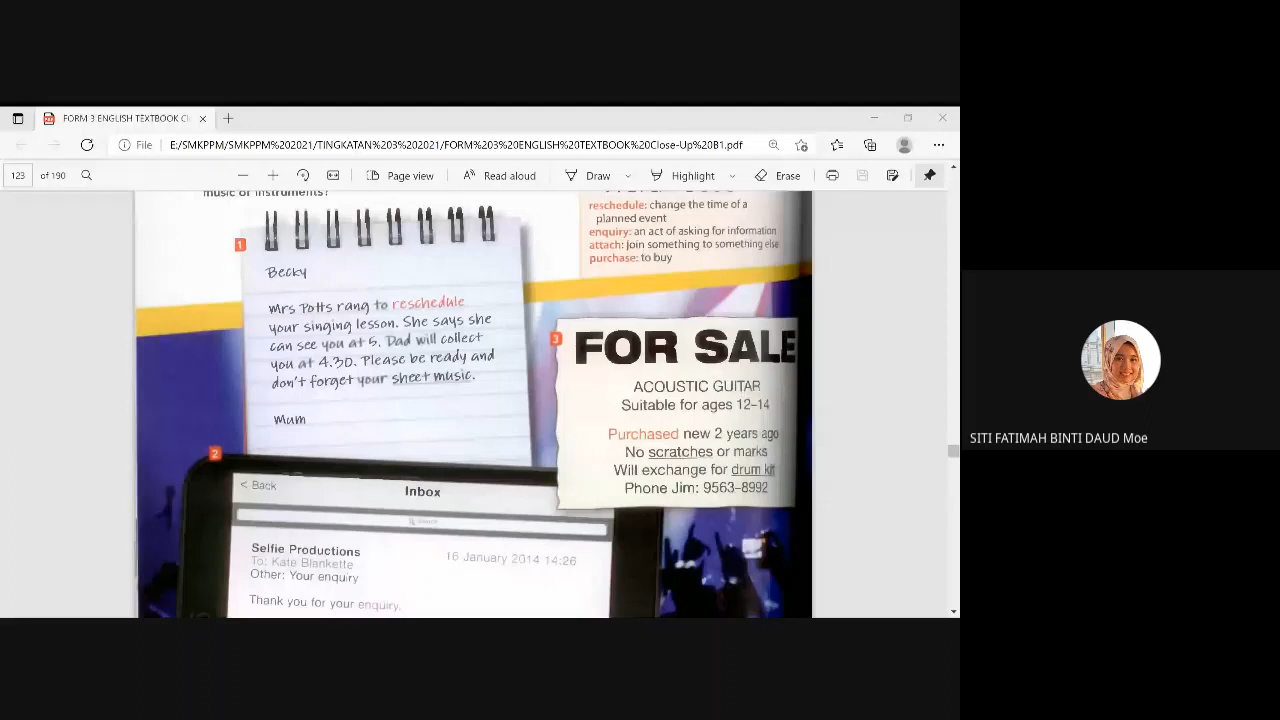 FORM 3 ENGLISH TEXTBOOK Cl
File E:/SMKPPM/SMKPPM%202021/TINGKATAN%203%202021/FORM%203%20ENGLISH%20TEXTBOOK%20Close-Up%20B1.pdf
123 of 190 Page view Read aloud Draw Highlight Erase
music or instruments?
reschedule: change the time of a
planned event
enquiry: an act of asking for information
attach: join something to something else
purchase: to buy
1
Becky
Mrs Potts rang to reschedule
your singing lesson. She says she
can see you at 5. Dad will collect
you at 4.30. Please be ready and
don't forget your sheet music.
Mum
3
FOR SALE
ACOUSTIC GUITAR
Suitable for ages 12–14
Purchased new 2 years ago
No scratches or marks
Will exchange for drum kit
Phone Jim: 9563–8992
2
< Back
Inbox
Selfie Productions
16 January 2014 14:26
To: Kate Blankette
Other: Your enquiry
Thank you for your enquiry.
SITI FATIMAH BINTI DAUD Moe